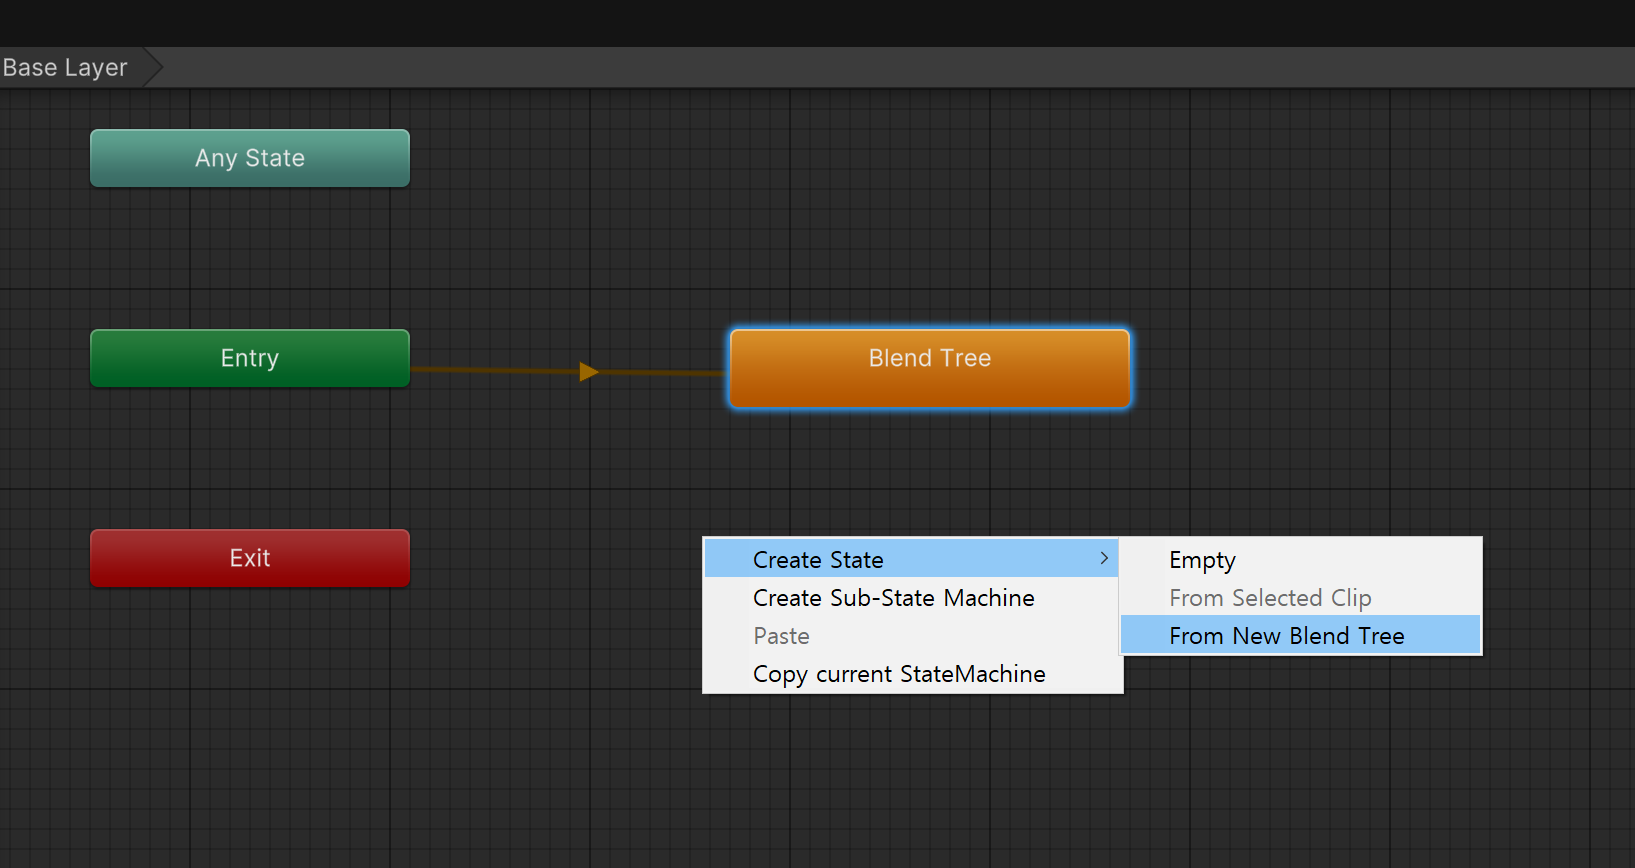 Base Layer
Any State
Entry
Blend Tree
Exit
Create State
Create Sub-State Machine
Paste
Copy current StateMachine
Empty
From Selected Clip
From New Blend Tree